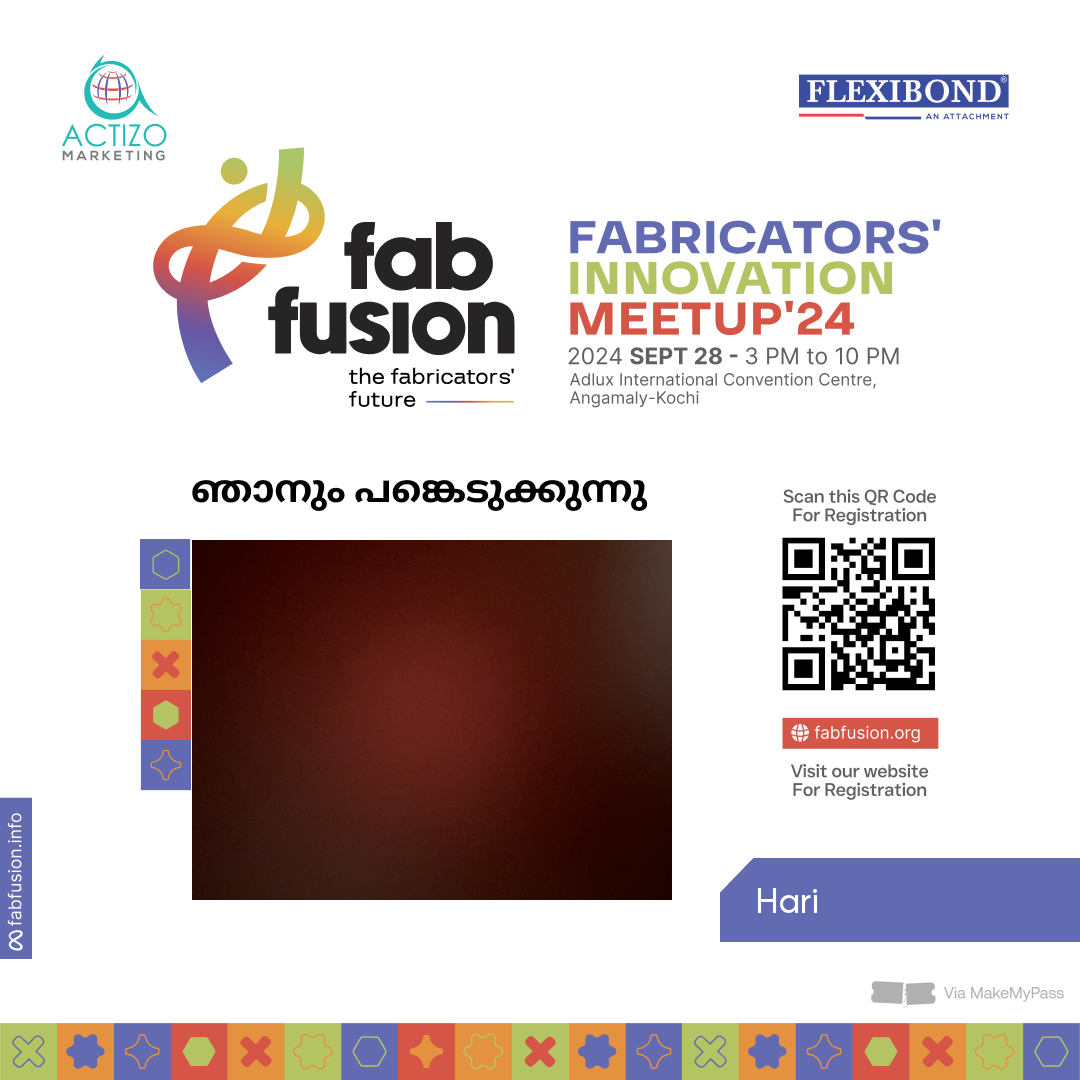 ACTIZO
MARKETING
FLEXIBOND®
AN ATTACHMENT
fab
fusion
the fabricators'
future
FABRICATORS'
INNOVATION
MEETUP'24
2024 SEPT 28 - 3 PM to 10 PM
Adlux International Convention Centre,
Angamaly-Kochi
ഞാനും പങ്കെടുക്കുന്നു
Scan this QR Code
For Registration
fabfusion.org
Visit our website
For Registration
fabfusion.info
Hari
Via MakeMyPass